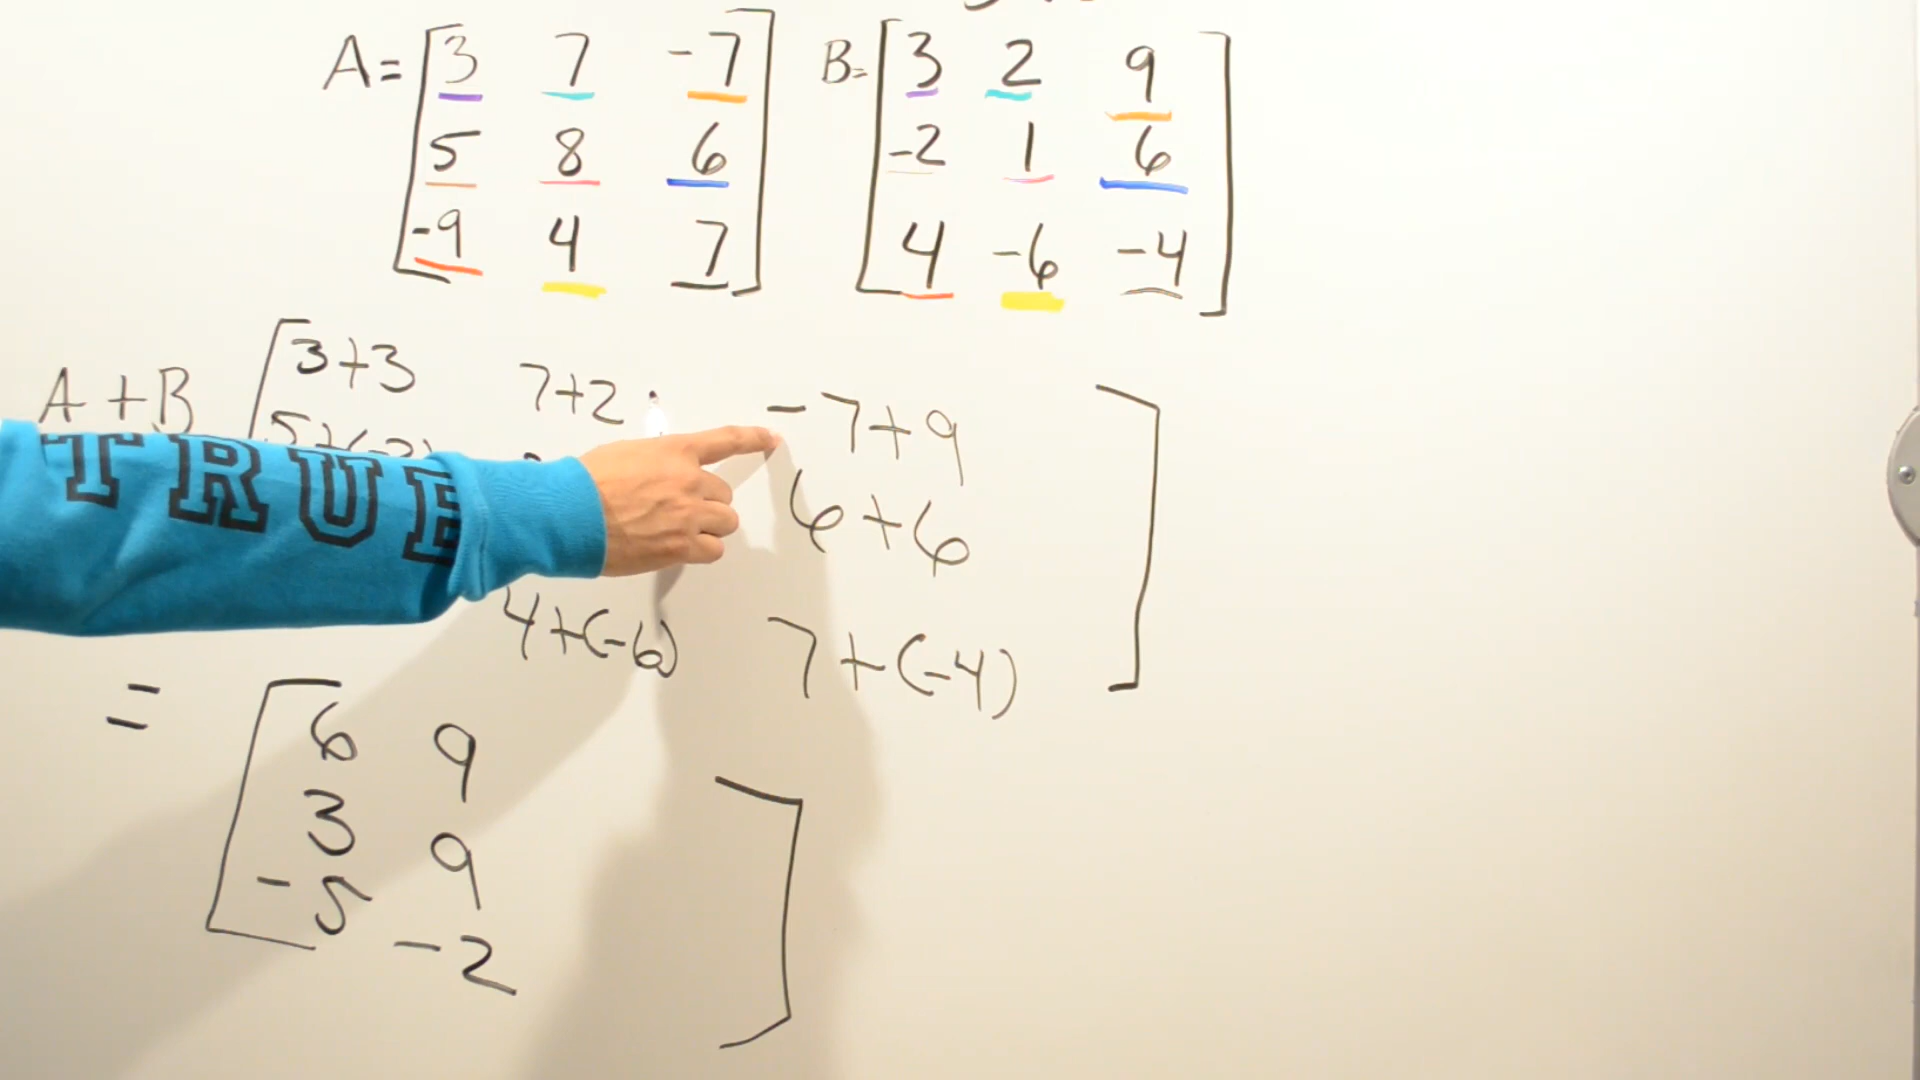 A = [ 3 7 -7 ] B = [ 3 2 9 ]
5 8 6 -2 1 6
-9 4 7 4 -6 -4
A + B [ 3+3 7+2 -7+9 ]
5+(-2) 6+6
4+(-6) 7+(-4)
TRUE
= [ 6 9 ]
3 9
-5 -2